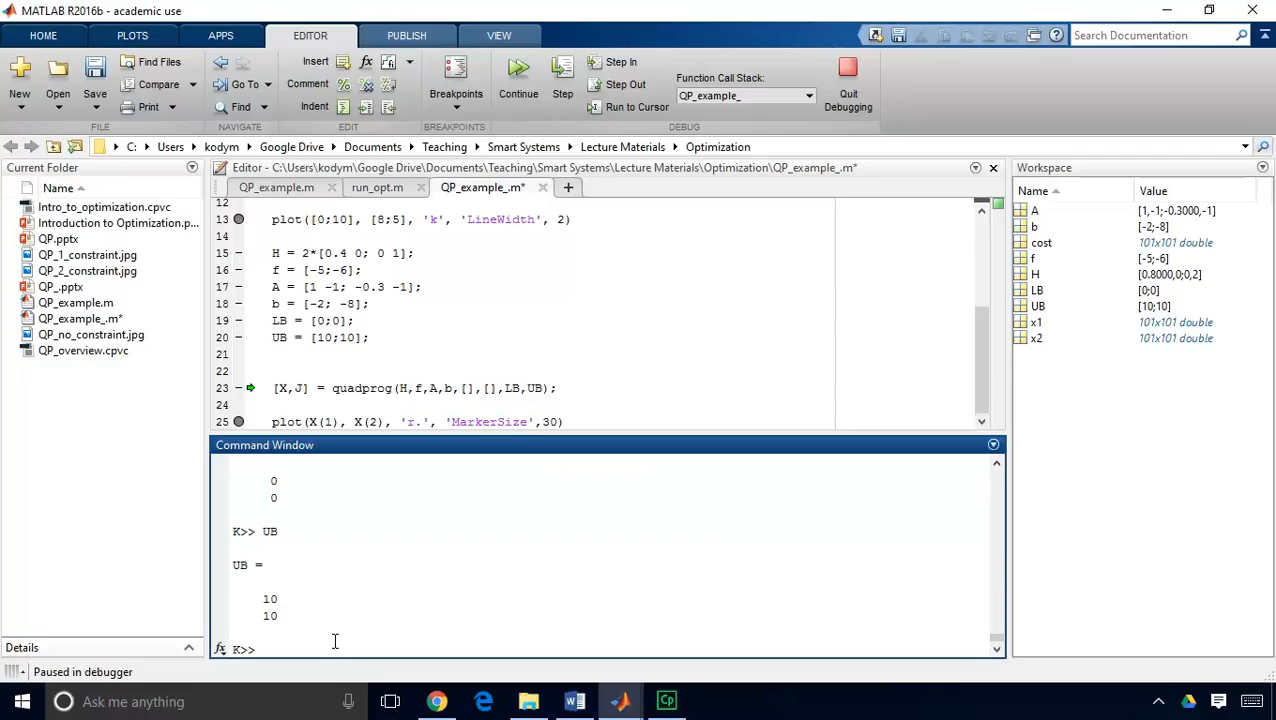 MATLAB R2016b - academic use
HOME PLOTS APPS EDITOR PUBLISH VIEW Search Documentation
New Open Save Find Files Compare Print
FILE
Go To Find
NAVIGATE
Insert fx
Comment %
Indent
EDIT
Breakpoints
BREAKPOINTS
Continue Step Step In
Step Out
Run to Cursor
Function Call Stack:
QP_example_
Quit
Debugging
DEBUG
C: Users kodym Google Drive Documents Teaching Smart Systems Lecture Materials Optimization
Current Folder
Name
Intro_to_optimization.cpvc
Introduction to Optimization.p...
QP.pptx
QP_1_constraint.jpg
QP_2_constraint.jpg
QP_.pptx
QP_example.m
QP_example_.m*
QP_no_constraint.jpg
QP_overview.cpvc
Details
Editor - C:\Users\kodym\Google Drive\Documents\Teaching\Smart Systems\Lecture Materials\Optimization\QP_example_.m*
QP_example.m run_opt.m QP_example_.m*
12
13 plot([0;10], [8;5], 'k', 'LineWidth', 2)
14
15 H = 2*[0.4 0; 0 1];
16 f = [-5;-6];
17 A = [1 -1; -0.3 -1];
18 b = [-2; -8];
19 LB = [0;0];
20 UB = [10;10];
21
22
23 [X,J] = quadprog(H,f,A,b,[],[],LB,UB);
24
25 plot(X(1), X(2), 'r.', 'MarkerSize',30)
Command Window
0
0
K>> UB
UB =
10
10
fx K>>
Workspace
Name Value
A [1,-1;-0.3000,-1]
b [-2;-8]
cost 101x101 double
f [-5;-6]
H [0.8000,0;0,2]
LB [0;0]
UB [10;10]
x1 101x101 double
x2 101x101 double
Paused in debugger
Ask me anything